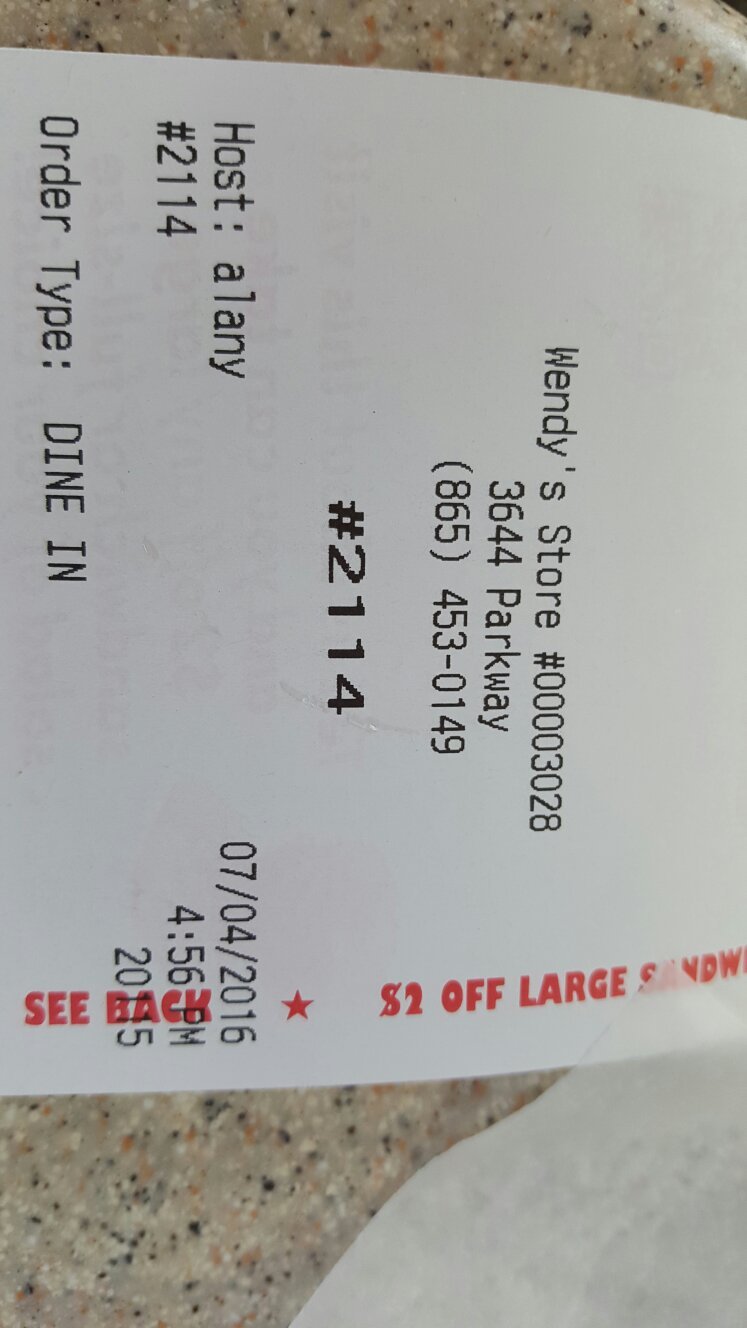 Wendy's Store #00003028
3644 Parkway
(865) 453-0149
#2114
Host: alany 07/04/2016
#2114 4:56 PM
20115
Order Type: DINE IN
$2 OFF LARGE
★
SEE BACK